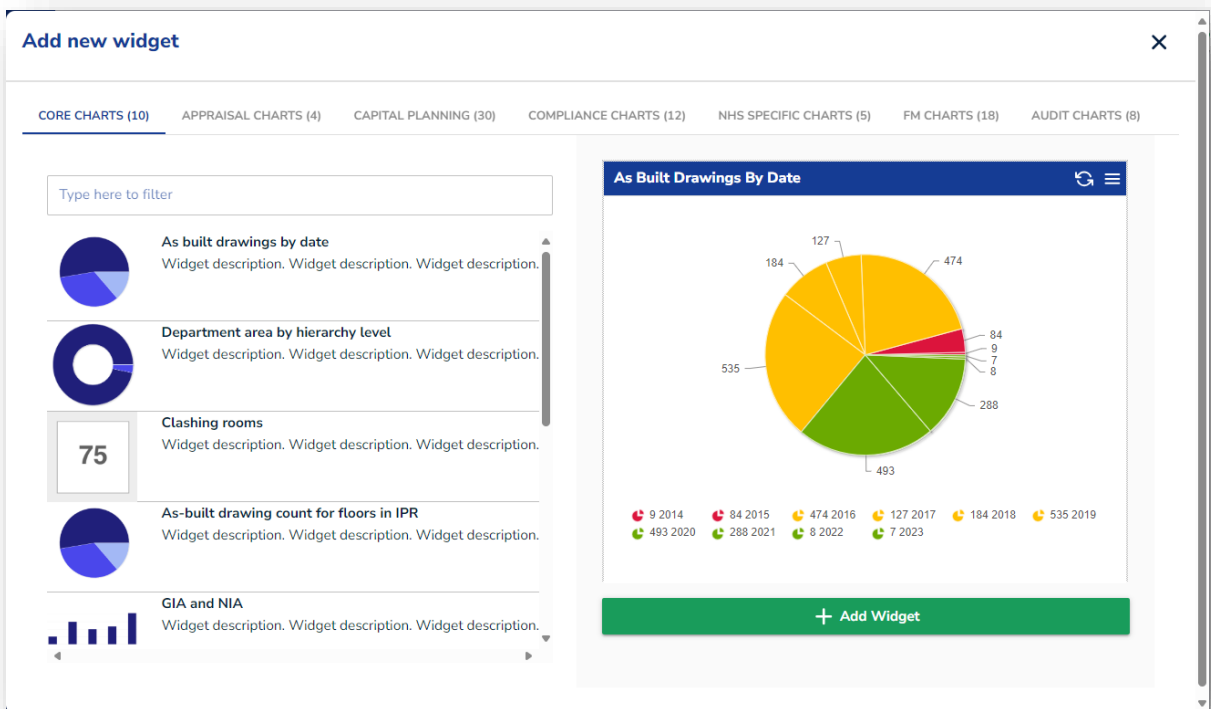 Add new widget
CORE CHARTS (10) APPRAISAL CHARTS (4) CAPITAL PLANNING (30) COMPLIANCE CHARTS (12) NHS SPECIFIC CHARTS (5) FM CHARTS (18) AUDIT CHARTS (8)
Type here to filter
As built drawings by date
Widget description. Widget description. Widget description.
Department area by hierarchy level
Widget description. Widget description. Widget description.
75
Clashing rooms
Widget description. Widget description. Widget description.
As-built drawing count for floors in IPR
Widget description. Widget description. Widget description.
GIA and NIA
Widget description. Widget description. Widget description.
As Built Drawings By Date
127
474
184
84
9
7
8
535
288
493
9 2014 84 2015 474 2016 127 2017 184 2018 535 2019
493 2020 288 2021 8 2022 7 2023
+ Add Widget